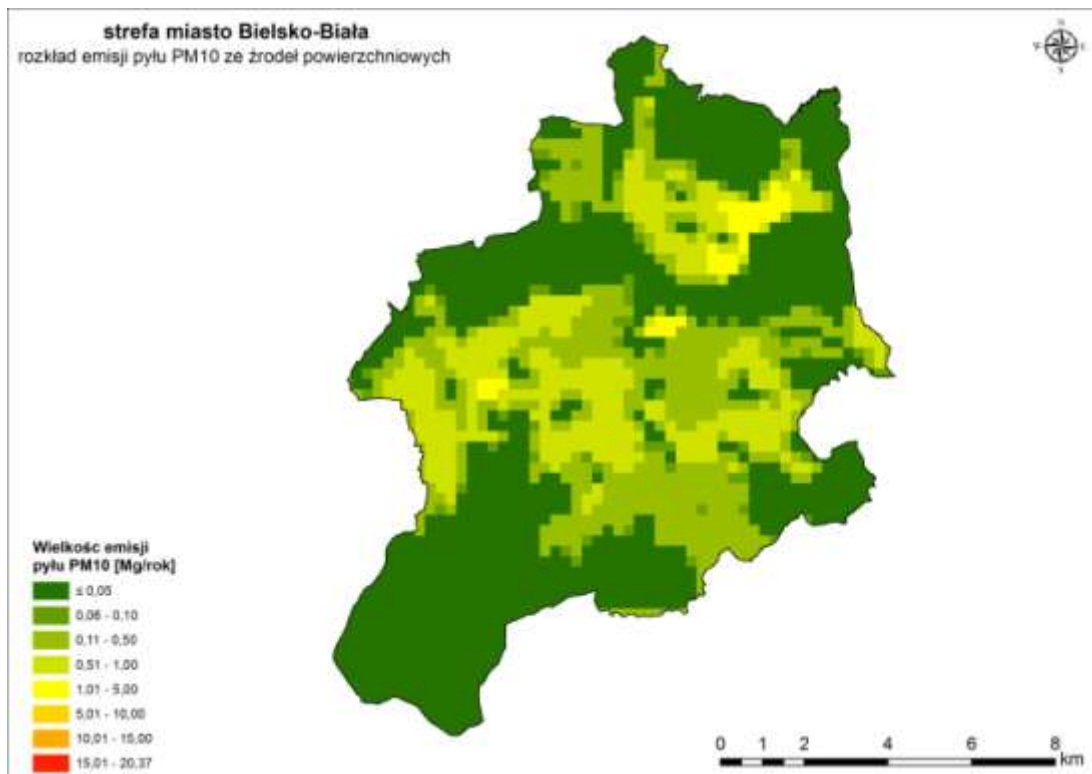 strefa miasto Bielsko-Biała
rozkład emisji pyłu PM10 ze źrodeł powierzchniowych
Wielkośc emisji
pyłu PM10 [Mg/rok]
≤ 0,05
0,06 - 0,10
0,11 - 0,50
0,51 - 1,00
1,01 - 5,00
5,01 - 10,00
10,01 - 15,00
15,01 - 20,37
0 1 2 4 6 8
km